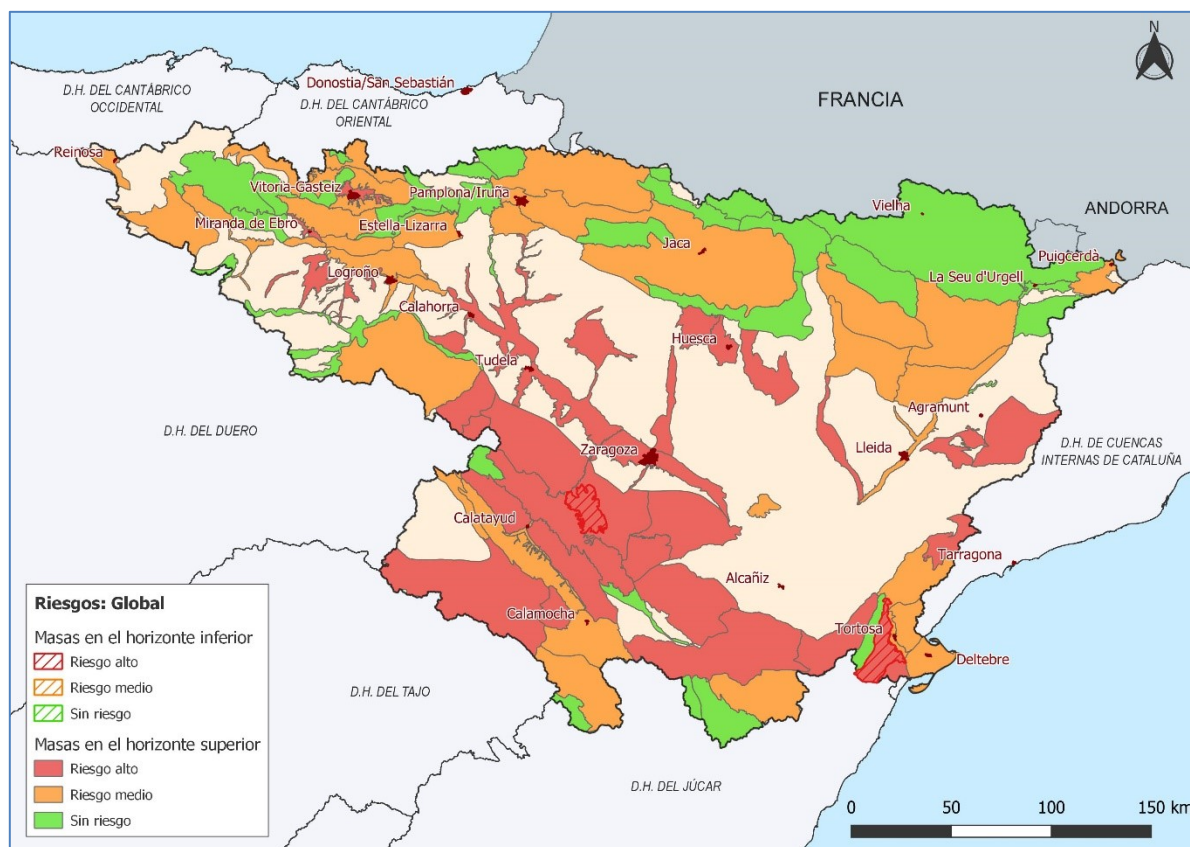 N
D.H. DEL CANTÁBRICO
OCCIDENTAL
Donostia/San Sebastián
D.H. DEL CANTÁBRICO
ORIENTAL
FRANCIA
Reinosa
Vitoria-Gasteiz
Pamplona/Iruña
Vielha
ANDORRA
Miranda de Ebro
Estella-Lizarra
Jaca
Puigcerdà
La Seu d'Urgell
Logroño
Calahorra
Huesca
Tudela
Agramunt
D.H. DEL DUERO
Zaragoza
Lleida
D.H. DE CUENCAS
INTERNAS DE CATALUÑA
Calatayud
Tarragona
Alcañiz
Calamocha
Tortosa
Deltebre
D.H. DEL TAJO
D.H. DEL JÚCAR
Riesgos: Global
Masas en el horizonte inferior
Riesgo alto
Riesgo medio
Sin riesgo
Masas en el horizonte superior
Riesgo alto
Riesgo medio
Sin riesgo
0 50 100 150 km